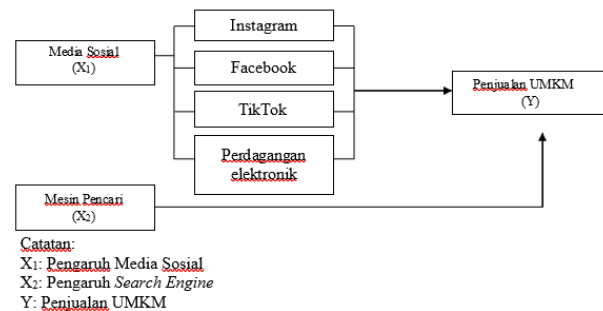 Instagram
Media Sosial
(X1)
Facebook
TikTok
Penjualan UMKM
(Y)
Perdagangan
elektronik
Mesin Pencari
(X2)
Catatan:
X1: Pengaruh Media Sosial
X2: Pengaruh Search Engine
Y: Penjualan UMKM